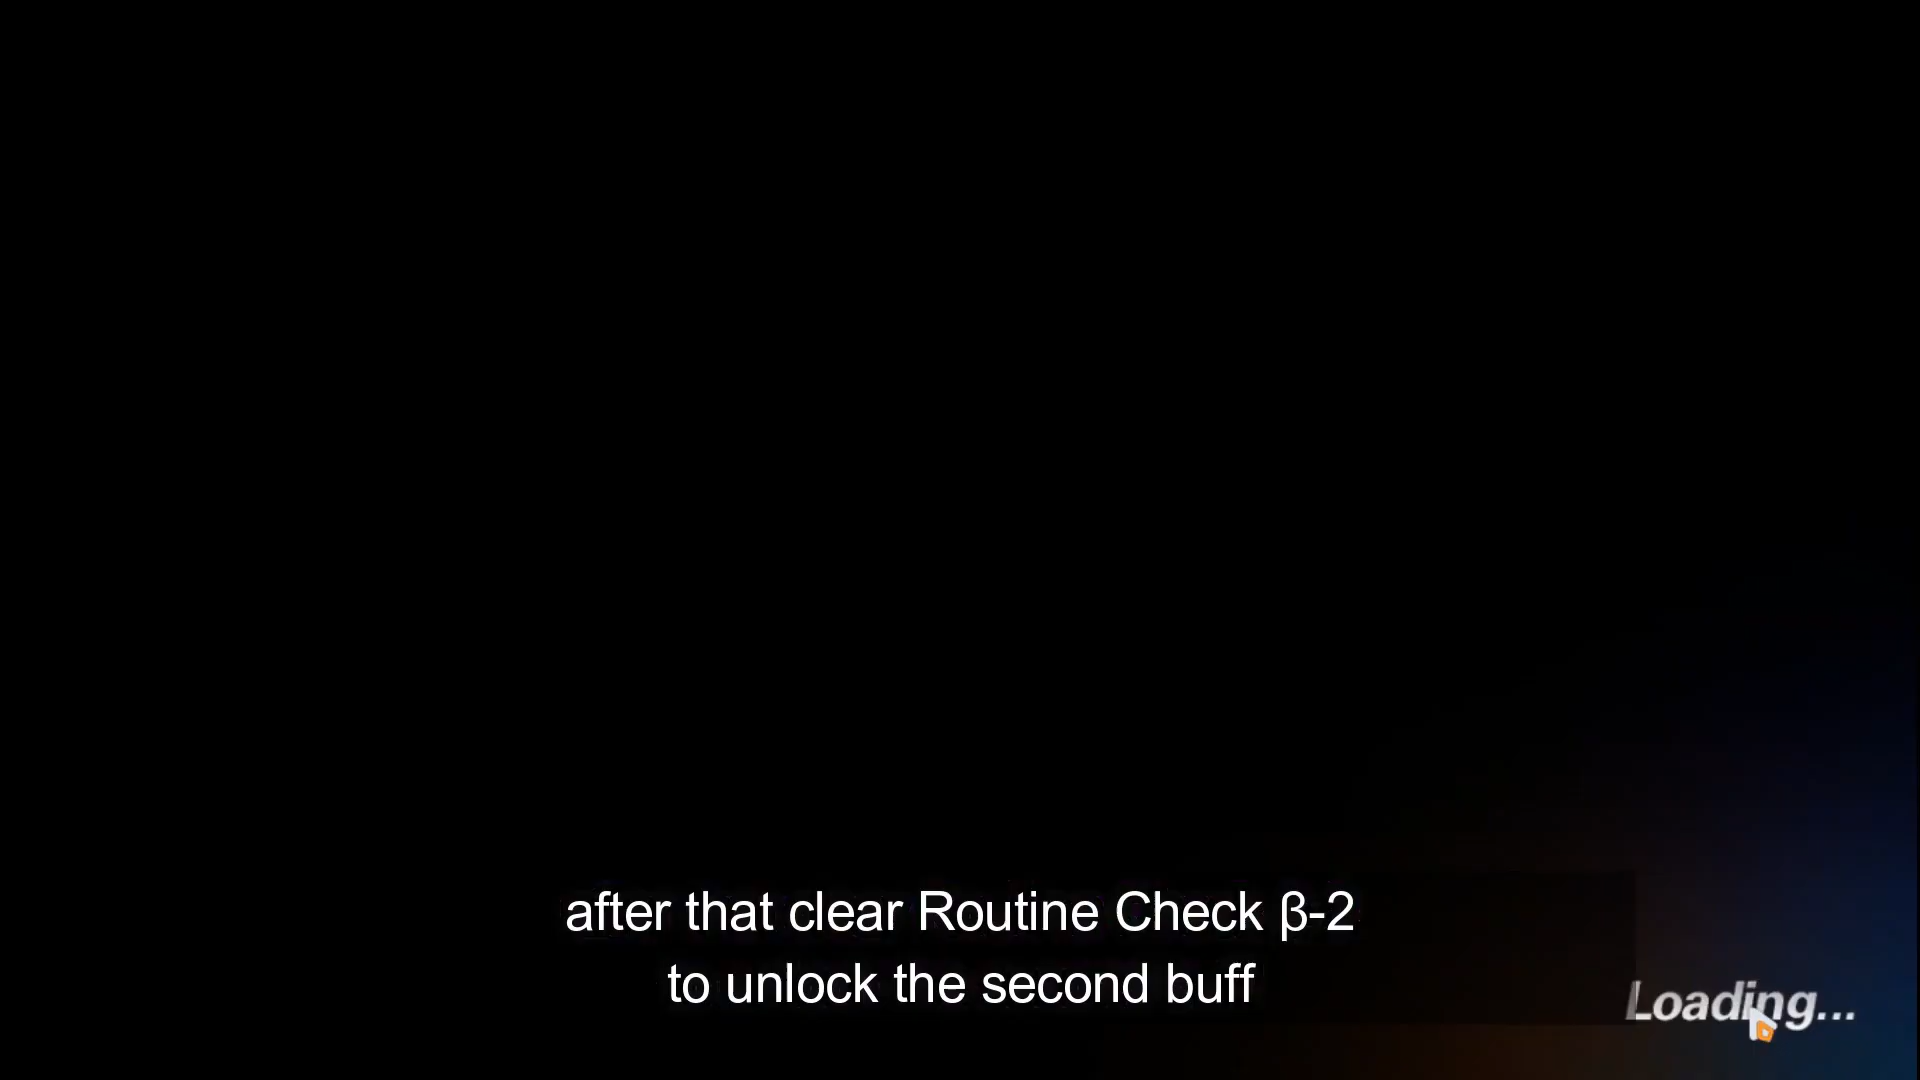 after that clear Routine Check β-2
to unlock the second buff
Loading...